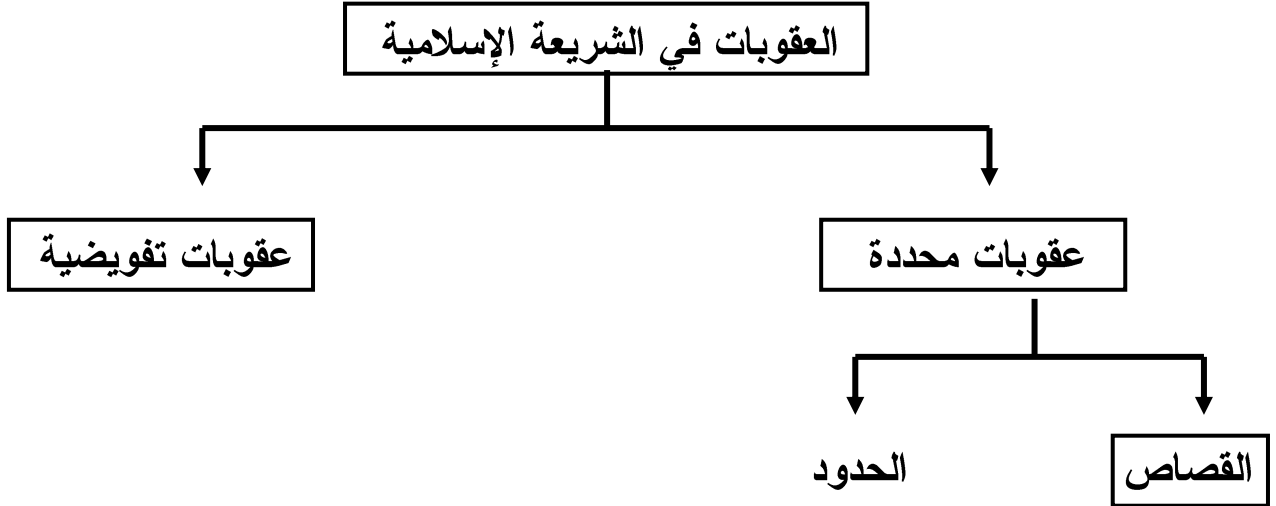 العقوبات في الشريعة الإسلامية
عقوبات محددة
عقوبات تفويضية
القصاص
الحدود